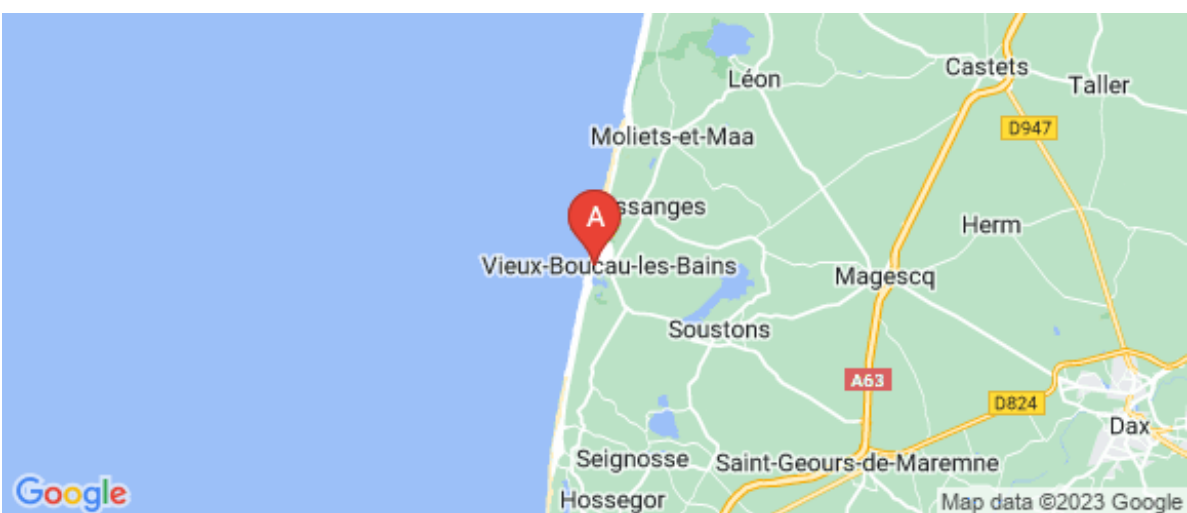 Léon
Castets
Taller
D947
Moliets-et-Maa
ssanges
A
Herm
Vieux-Boucau-les-Bains
Magescq
Soustons
A63
D824
Dax
Seignosse
Saint-Geours-de-Maremne
Hossegor
Google
Map data ©2023 Google